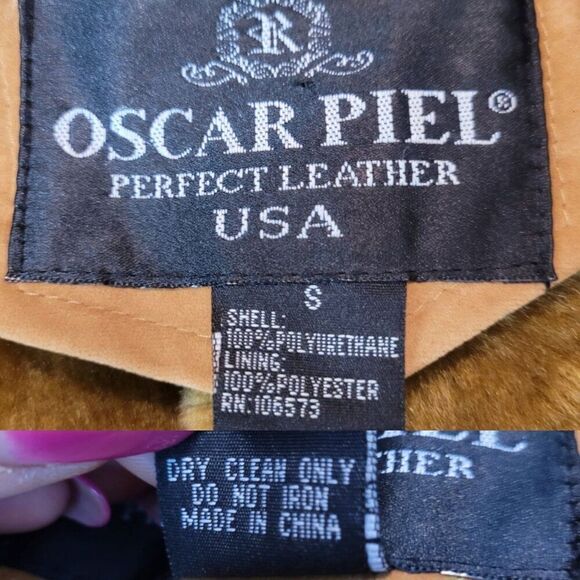 R
OSCAR PIEL®
PERFECT LEATHER
USA
S
SHELL:
100%POLYURETHANE
LINING:
100%POLYESTER
RN:106573
DRY CLEAN ONLY
DO NOT IRON
MADE IN CHINA
EL
THER